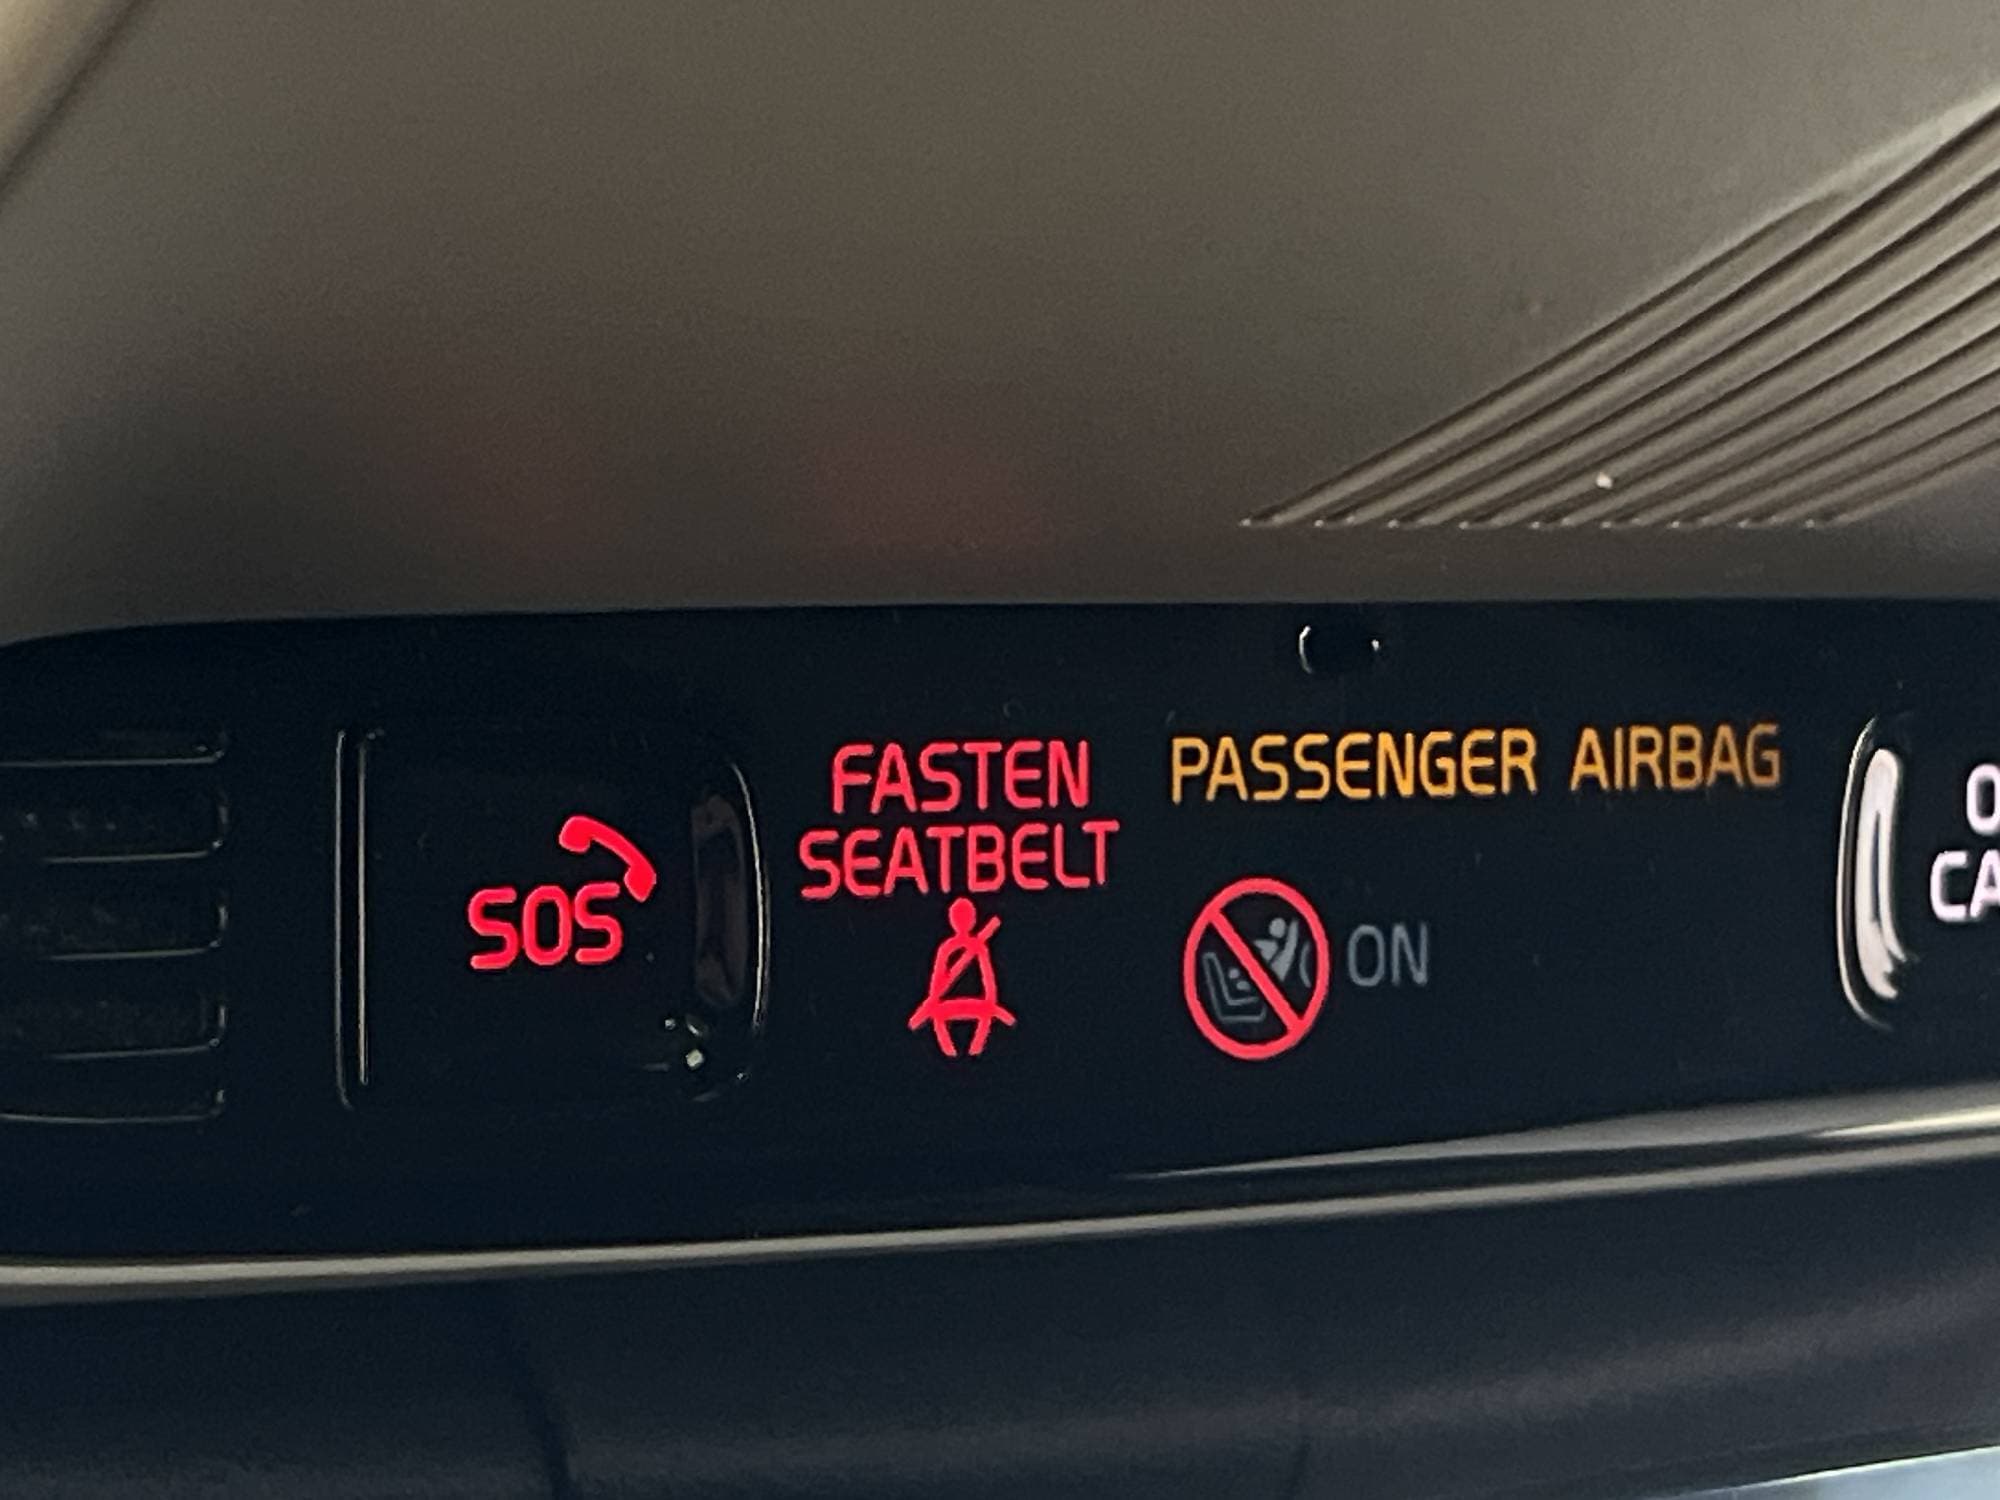 SOS
FASTEN
SEATBELT
PASSENGER AIRBAG
ON